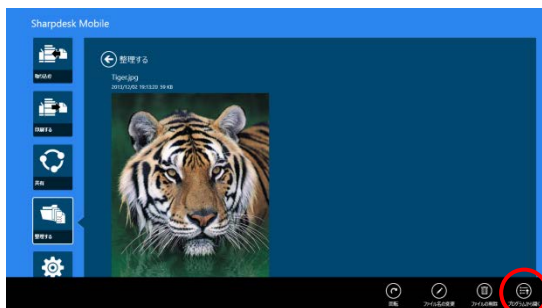 Sharpdesk Mobile
整理する
Tiger.jpg
2012/12/02 19:13:20 59 KB
取り込む
印刷する
共有
整理する
回転
ファイル名の変更
ファイルの削除
プログラムから開く